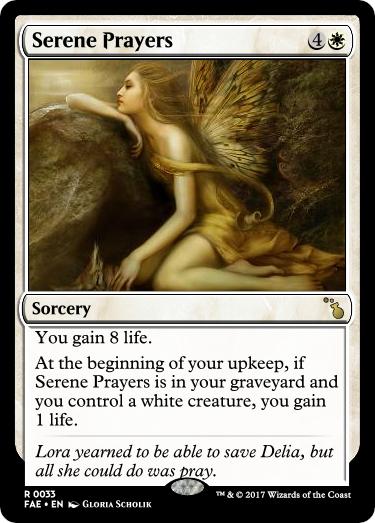 Serene Prayers 4
Sorcery
You gain 8 life.
At the beginning of your upkeep, if
Serene Prayers is in your graveyard and
you control a white creature, you gain
1 life.
Lora yearned to be able to save Delia, but
all she could do was pray.
R 0033
FAE • EN Gloria Scholik
™ & © 2017 Wizards of the Coast